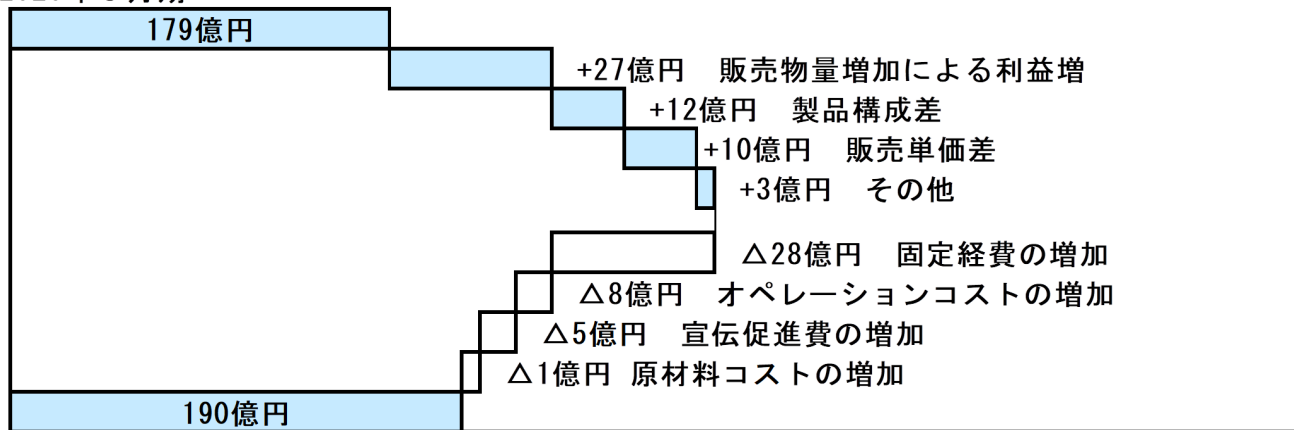 179億円
+27億円 販売物量増加による利益増
+12億円 製品構成差
+10億円 販売単価差
+3億円 その他
△28億円 固定経費の増加
△8億円 オペレーションコストの増加
△5億円 宣伝促進費の増加
△1億円 原材料コストの増加
190億円